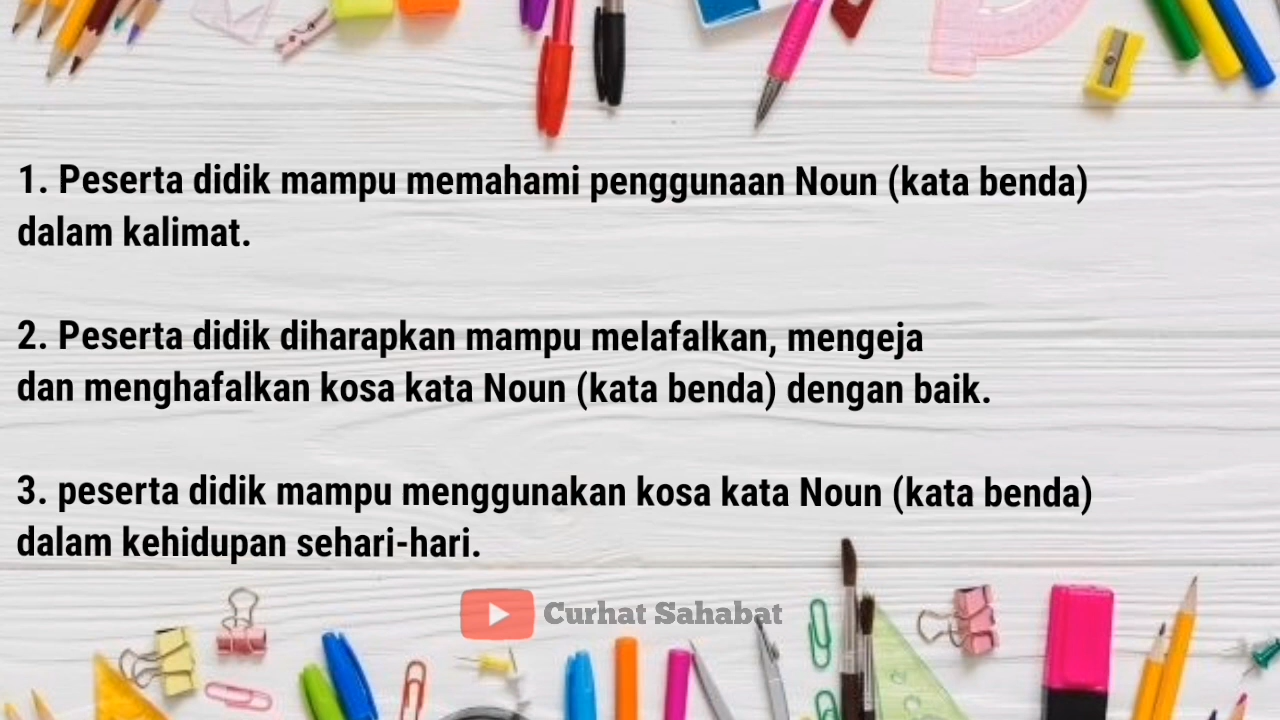 1. Peserta didik mampu memahami penggunaan Noun (kata benda)
dalam kalimat.
2. Peserta didik diharapkan mampu melafalkan, mengeja
dan menghafalkan kosa kata Noun (kata benda) dengan baik.
3. peserta didik mampu menggunakan kosa kata Noun (kata benda)
dalam kehidupan sehari-hari.
Curhat Sahabat